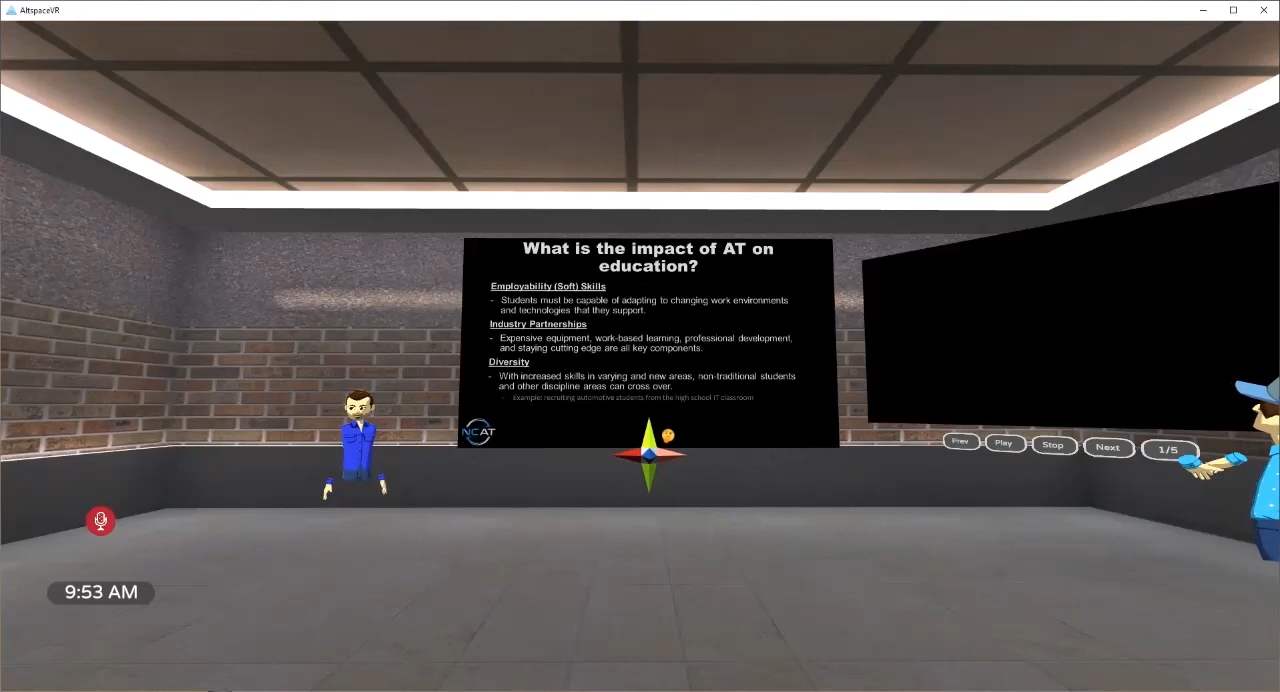 AltspaceVR
What is the impact of AT on
education?
Employability (Soft) Skills
- Students must be capable of adapting to changing work environments
and technologies that they support.
Industry Partnerships
- Expensive equipment, work-based learning, professional development,
and staying cutting edge are all key components.
Diversity
- With increased skills in varying and new areas, non-traditional students
and other discipline areas can cross over.
- Example: recruiting automotive students from the high school IT classroom
NCAT
Prev Play Stop Next 1/5
9:53 AM